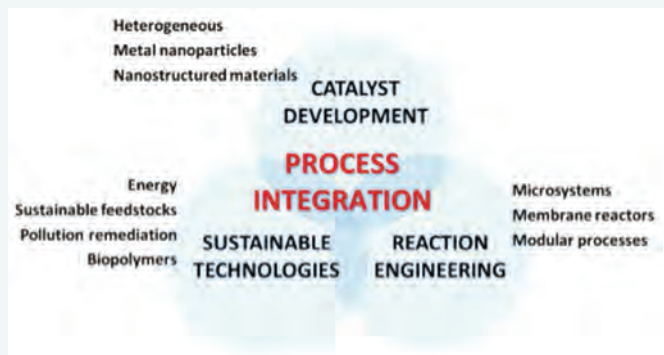 Heterogeneous
Metal nanoparticles
Nanostructured materials
CATALYST
DEVELOPMENT
PROCESS
INTEGRATION
Energy
Sustainable feedstocks
Pollution remediation
Biopolymers
SUSTAINABLE
TECHNOLOGIES
REACTION
ENGINEERING
Microsystems
Membrane reactors
Modular processes